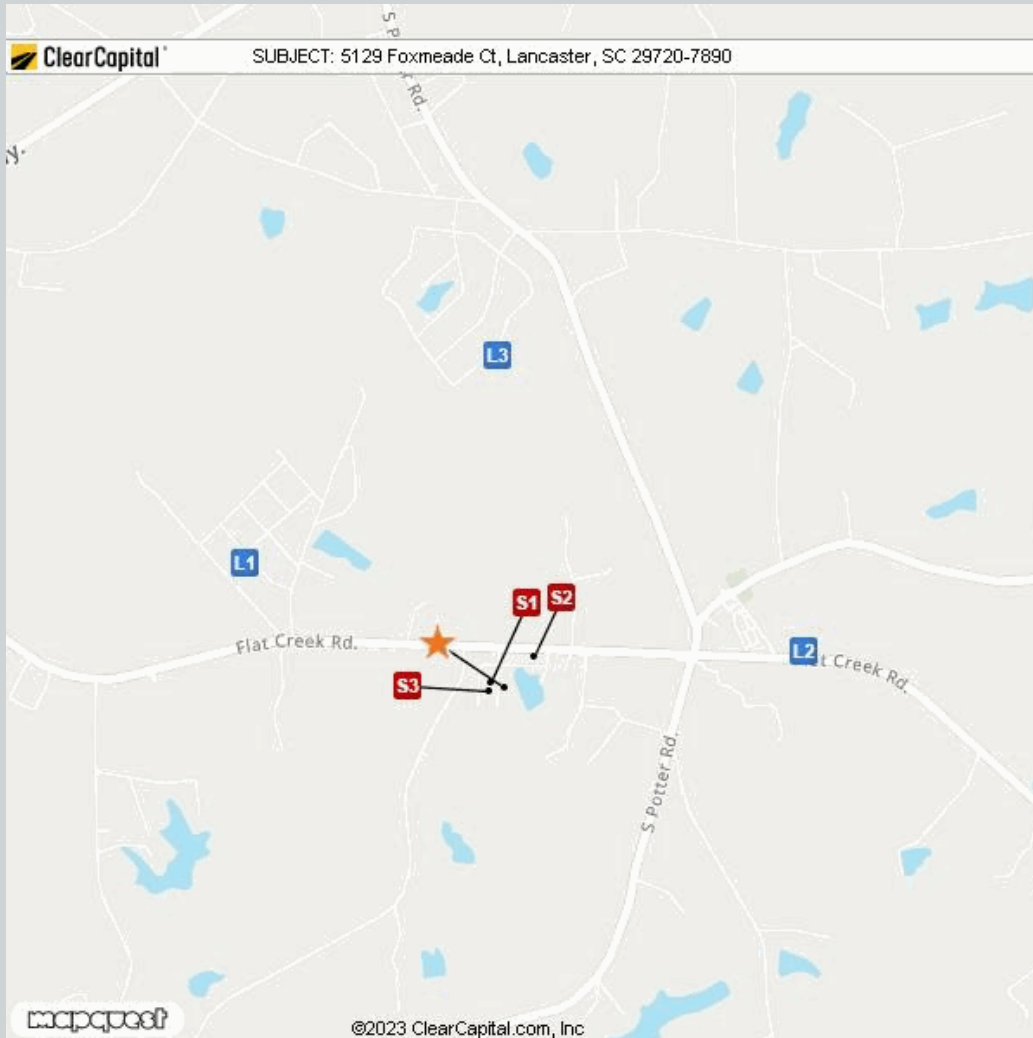 S P
ClearCapital
SUBJECT: 5129 Foxmeade Ct, Lancaster, SC 29720-7890
r Rd.
y.
L3
L1
S1
S2
Flat Creek Rd.
L2
t Creek Rd.
S3
S Potter Rd.
mapquest
©2023 ClearCapital.com, Inc